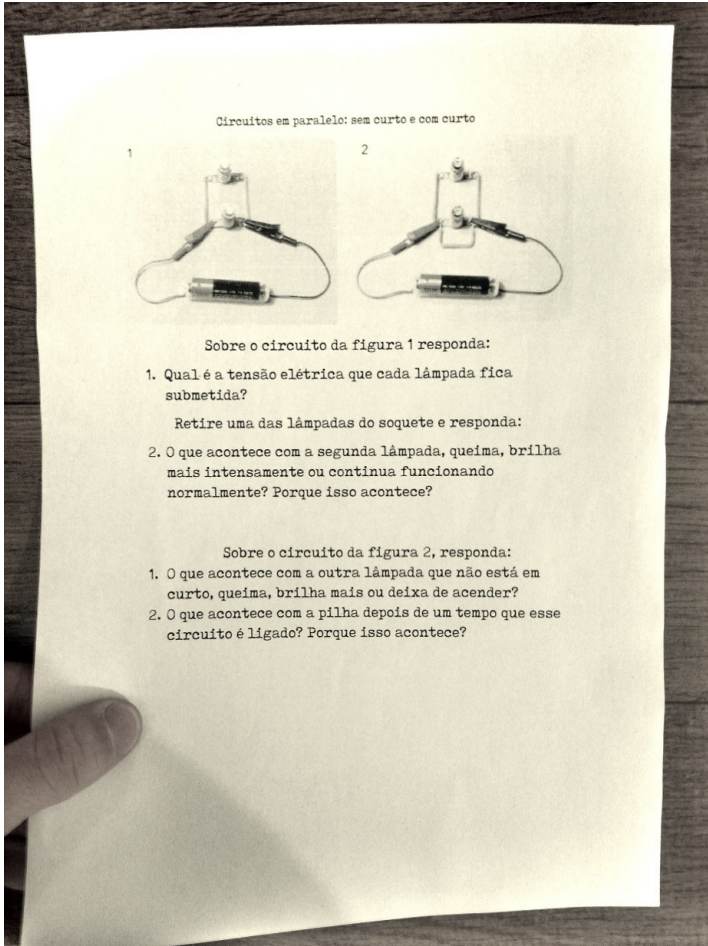 Circuitos em paralelo: sem curto e com curto
1
2
Sobre o circuito da figura 1 responda:
1. Qual é a tensão elétrica que cada lâmpada fica
submetida?
Retire uma das lâmpadas do soquete e responda:
2. O que acontece com a segunda lâmpada, queima, brilha
mais intensamente ou continua funcionando
normalmente? Porque isso acontece?
Sobre o circuito da figura 2, responda:
1. O que acontece com a outra lâmpada que não está em
curto, queima, brilha mais ou deixa de acender?
2. O que acontece com a pilha depois de um tempo que esse
circuito é ligado? Porque isso acontece?